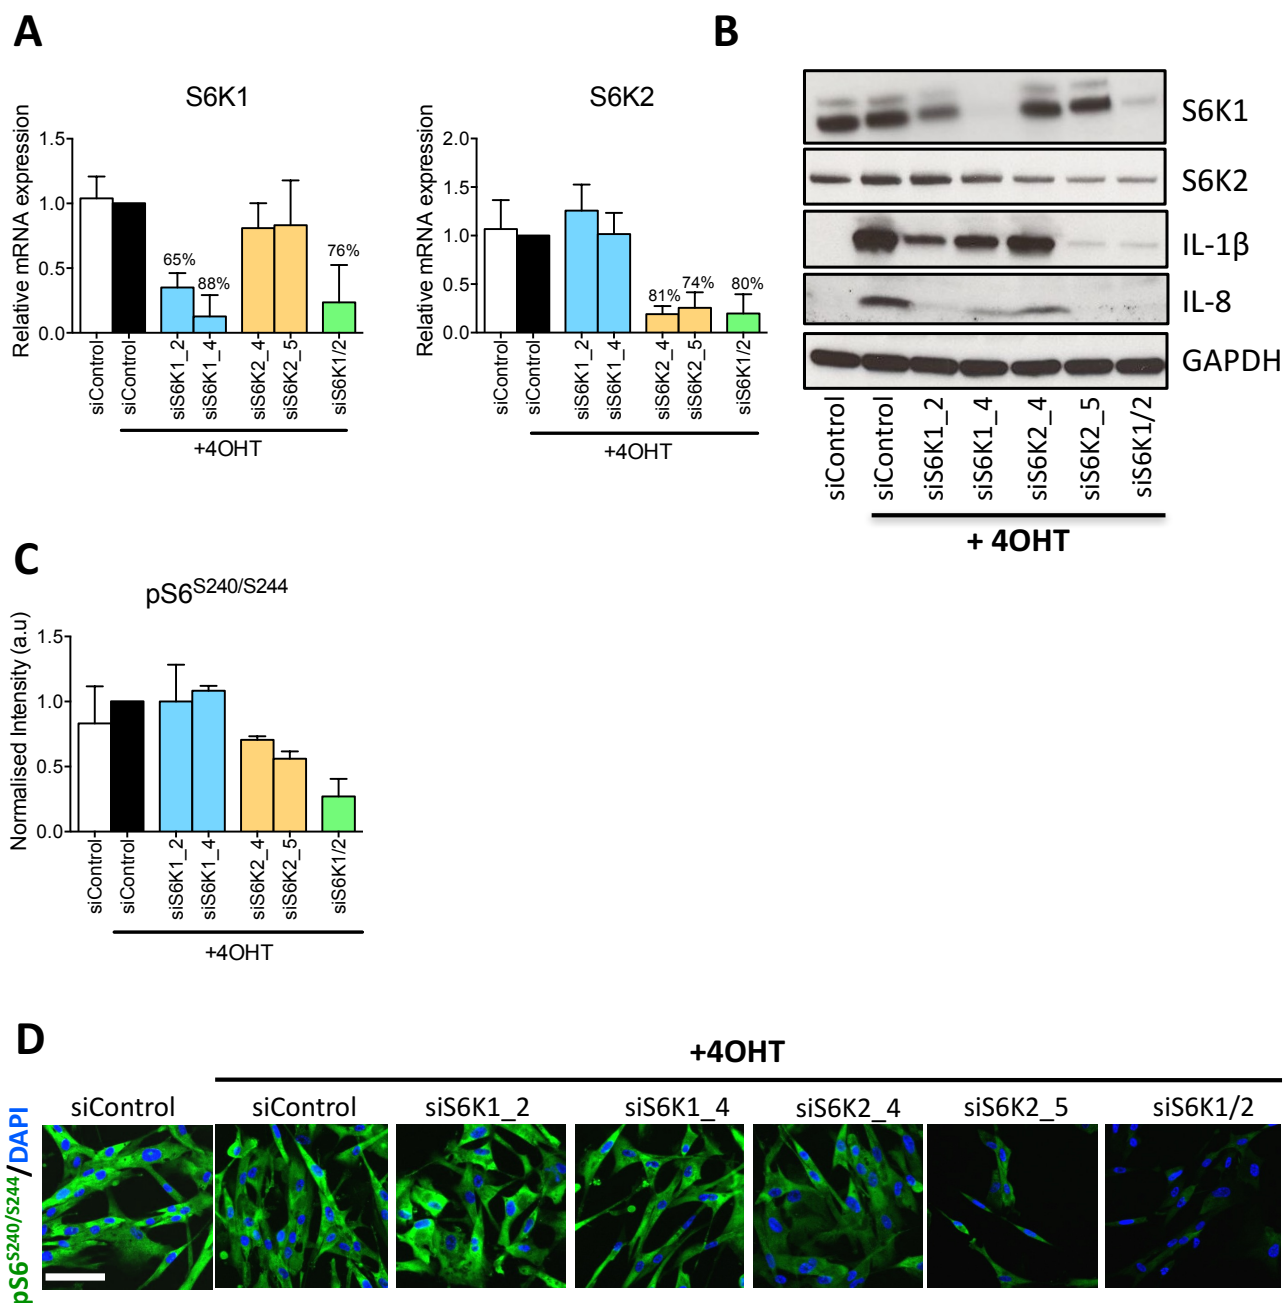 A
S6K1
Relative mRNA expression
1.5
1.0
0.5
0.0
65%
88%
76%
siControl
siControl
siS6K1_2
siS6K1_4
siS6K2_4
siS6K2_5
siS6K1/2
+4OHT
S6K2
Relative mRNA expression
2.0
1.5
1.0
0.5
0.0
81%
74%
80%
siControl
siControl
siS6K1_2
siS6K1_4
siS6K2_4
siS6K2_5
siS6K1/2
+4OHT
B
S6K1
S6K2
IL-1β
IL-8
GAPDH
siControl
siControl
siS6K1_2
siS6K1_4
siS6K2_4
siS6K2_5
siS6K1/2
+ 4OHT
C
pS6S240/S244
Normalised Intensity (a.u)
1.5
1.0
0.5
0.0
siControl
siControl
siS6K1_2
siS6K1_4
siS6K2_4
siS6K2_5
siS6K1/2
+4OHT
D
+4OHT
siControl
siControl
siS6K1_2
siS6K1_4
siS6K2_4
siS6K2_5
siS6K1/2
pS6S240/S244/DAPI